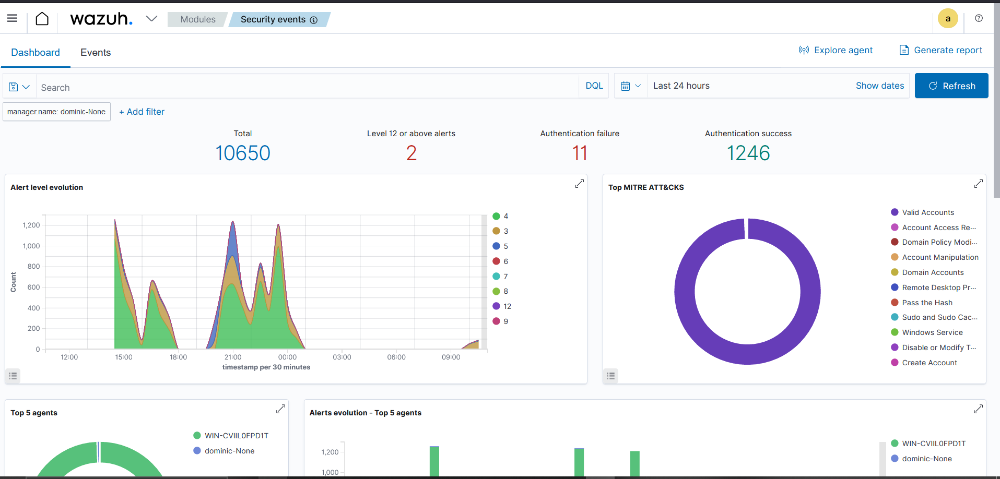 wazuh.
Modules
Security events
a
Dashboard
Events
Explore agent
Generate report
Search
DQL
Last 24 hours
Show dates
Refresh
manager.name: dominic-None
+ Add filter
Total
10650
Level 12 or above alerts
2
Authentication failure
11
Authentication success
1246
Alert level evolution
Count
1,200
1,000
800
600
400
200
0
12:00
15:00
18:00
21:00
00:00
03:00
06:00
09:00
timestamp per 30 minutes
4
3
5
6
7
8
12
9
Top MITRE ATT&CKS
Valid Accounts
Account Access Re...
Domain Policy Modi...
Account Manipulation
Domain Accounts
Remote Desktop Pr...
Pass the Hash
Sudo and Sudo Cac...
Windows Service
Disable or Modify T...
Create Account
Top 5 agents
WIN-CVIIL0FPD1T
dominic-None
Alerts evolution - Top 5 agents
1,200
1,000
WIN-CVIIL0FPD1T
dominic-None